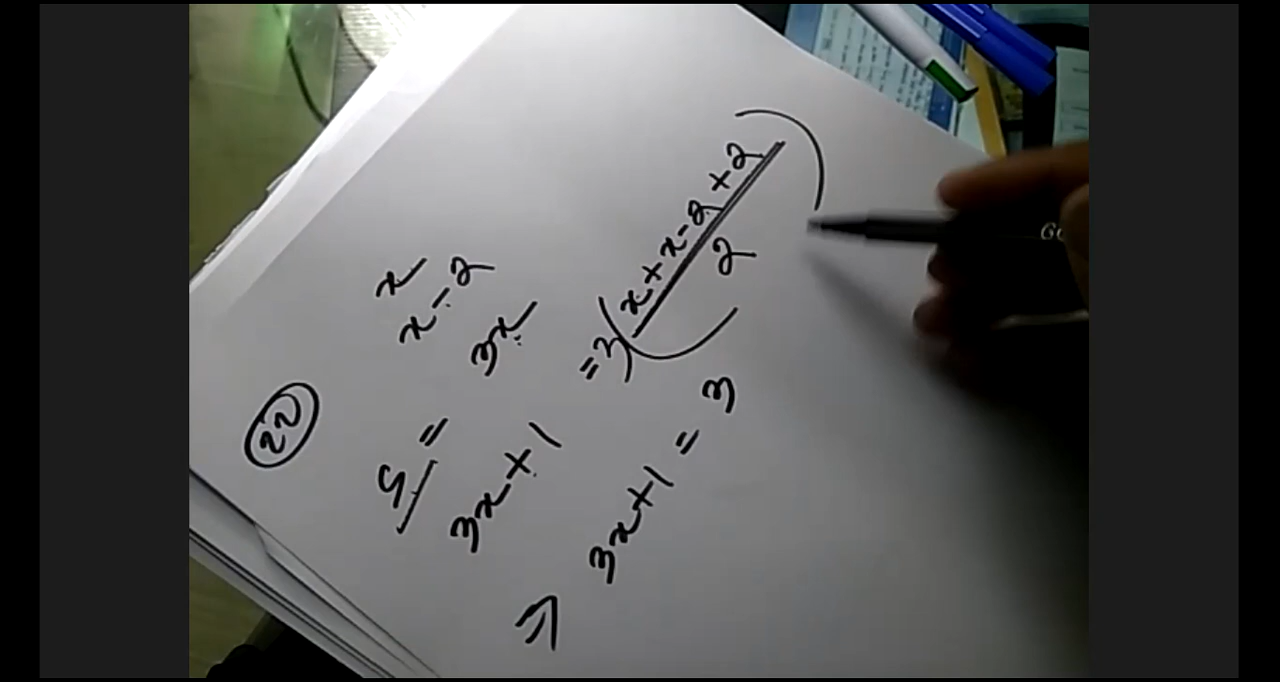 22
x
x-2
S = 3x
3x+1 = 3(x+x-2+2/2)
⇒ 3x+1 = 3